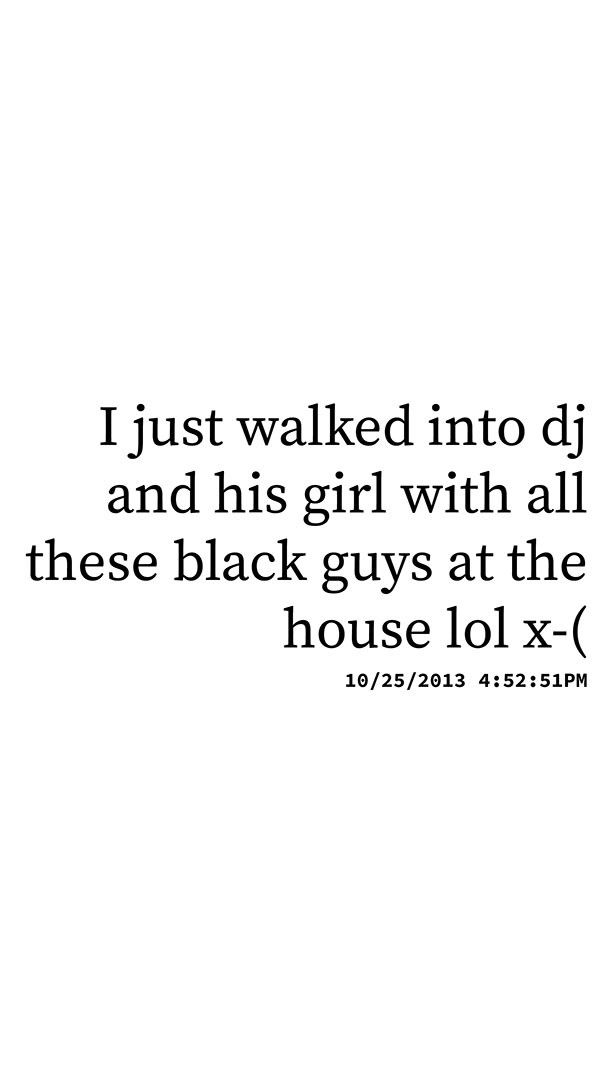 I just walked into dj
and his girl with all
these black guys at the
house lol x-(
10/25/2013 4:52:51PM